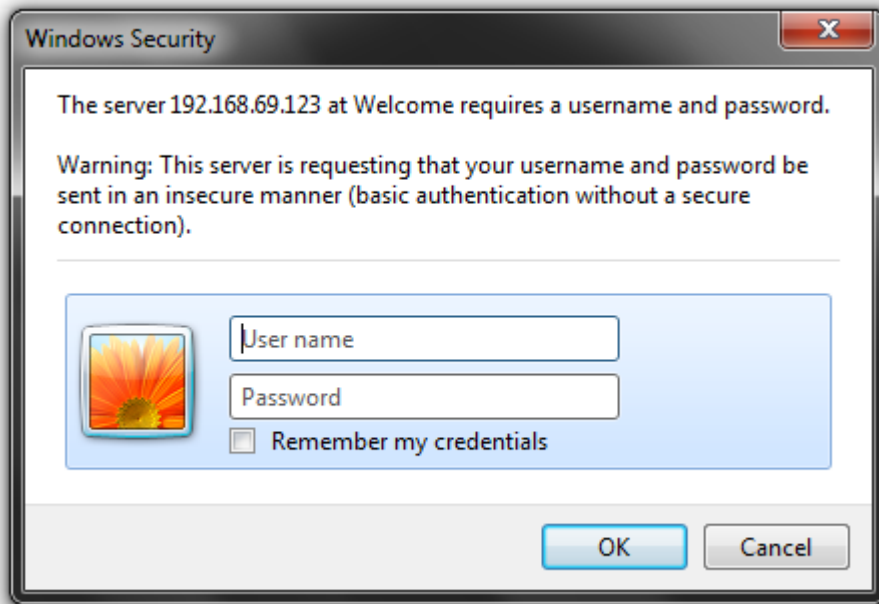 Windows Security
The server 192.168.69.123 at Welcome requires a username and password.
Warning: This server is requesting that your username and password be
sent in an insecure manner (basic authentication without a secure
connection).
User name
Password
Remember my credentials
OK
Cancel